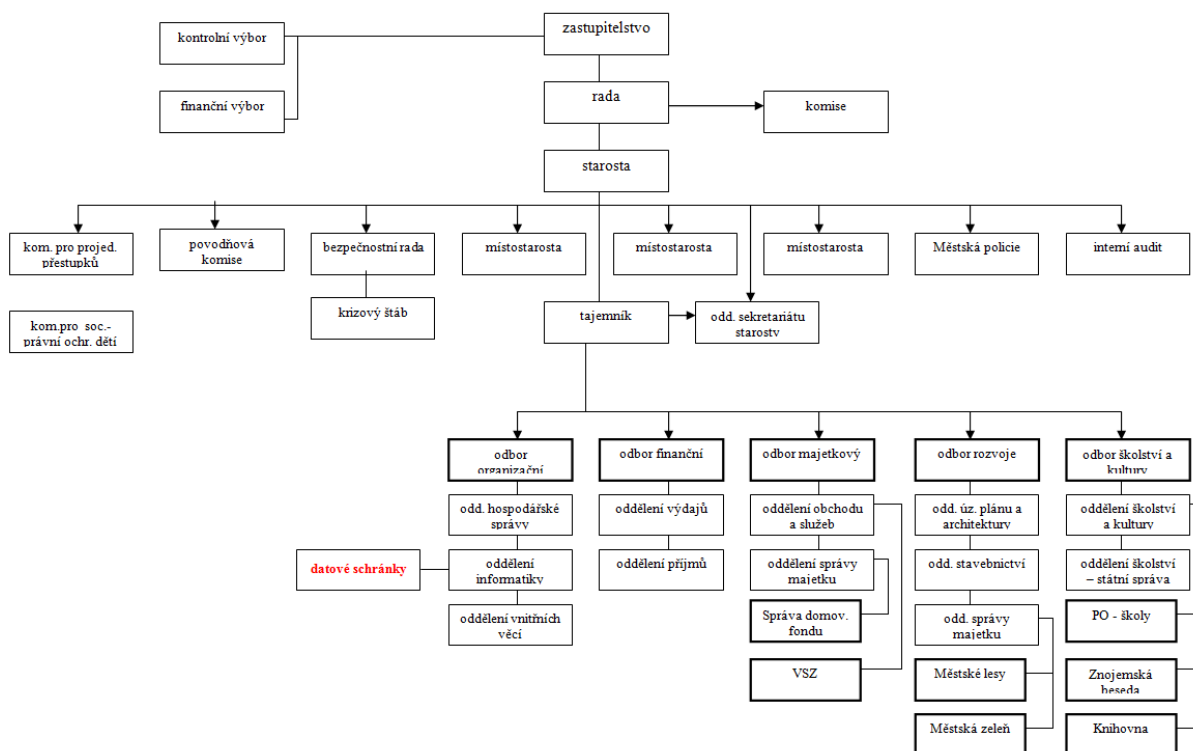 zastupitelstvo
kontrolní výbor
finanční výbor
rada
komise
starosta
kom. pro projed.
přestupků
povodňová
komise
bezpečnostní rada
místostarosta
místostarosta
místostarosta
Městská policie
interní audit
kom.pro soc.-
právní ochr. dětí
krizový štáb
tajemník
odd. sekretariátu
starosty
odbor
organizační
odbor finanční
odbor majetkový
odbor rozvoje
odbor školství a
kultury
odd. hospodářské
správy
oddělení výdajů
oddělení obchodu
a služeb
odd. úz. plánu a
architektury
oddělení školství
a kultury
datové schránky
oddělení
informatiky
oddělení příjmů
oddělení správy
majetku
odd. stavebnictví
oddělení školství
– státní správa
oddělení vnitřních
věcí
Správa domov.
fondu
odd. správy
majetku
PO - školy
VSZ
Městské lesy
Znojemská
beseda
Městská zeleň
Knihovna